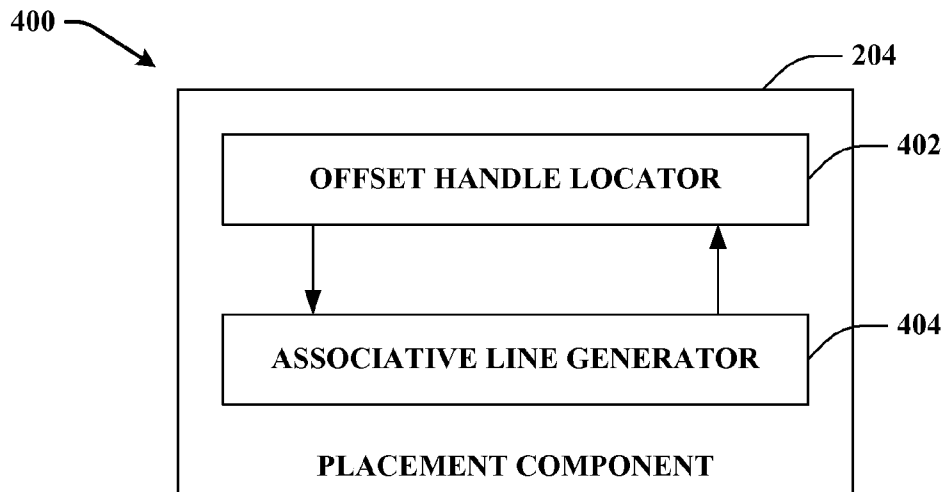 400
204
OFFSET HANDLE LOCATOR
402
ASSOCIATIVE LINE GENERATOR
404
PLACEMENT COMPONENT